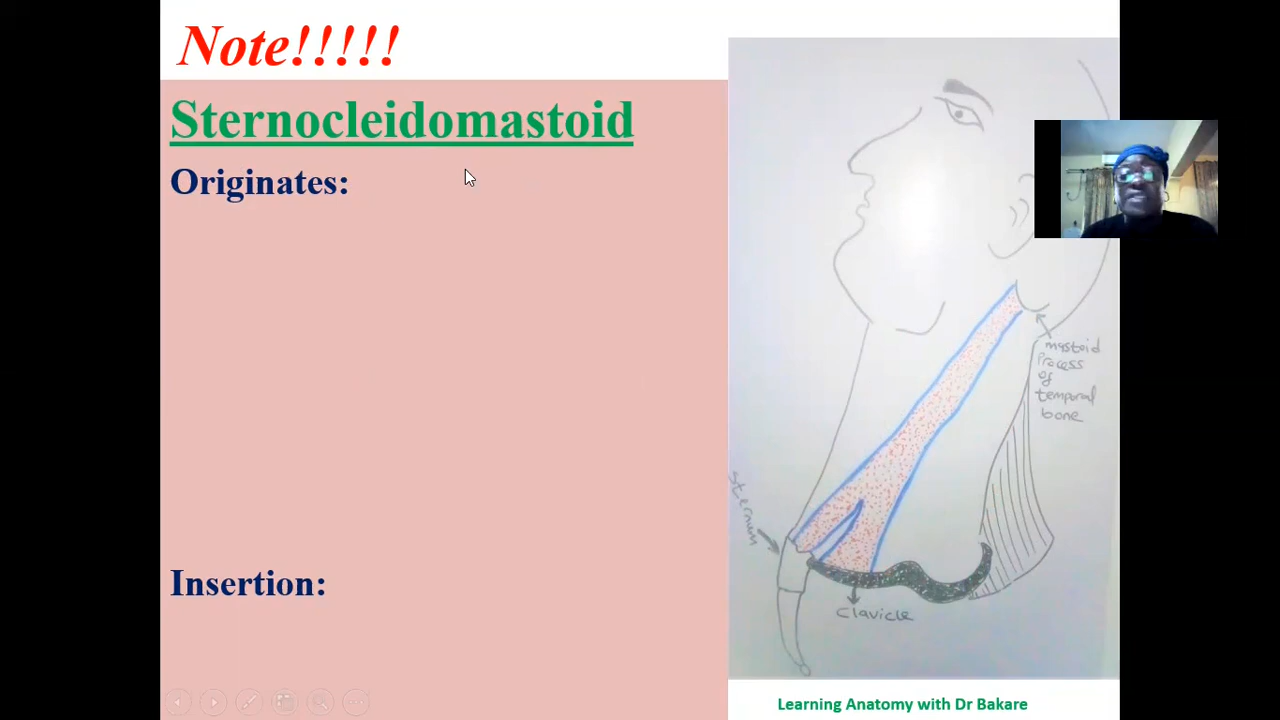 Note!!!!!
Sternocleidomastoid
Originates:
Insertion:
mastoid
Process
of
temporal
bone
Sternum
Clavicle
Learning Anatomy with Dr Bakare